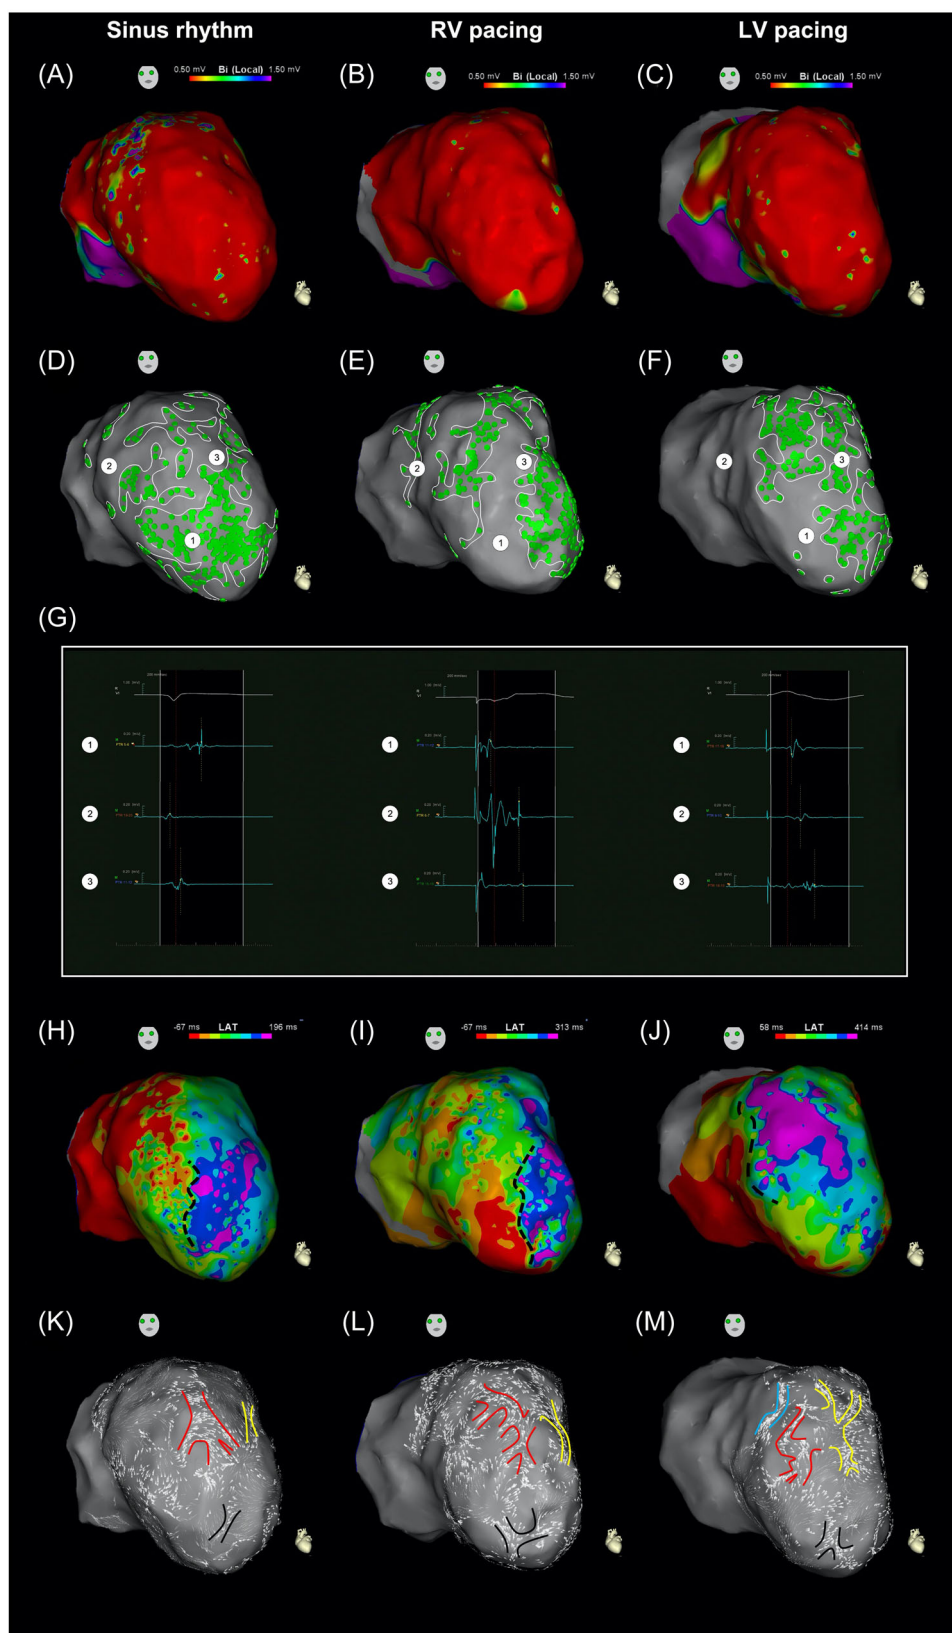 Sinus rhythm RV pacing LV pacing
(A) (B) (C)
0.50 mV Bi (Local) 1.50 mV
0.50 mV Bi (Local) 1.50 mV
0.50 mV Bi (Local) 1.50 mV
(D) (E) (F)
2 3 1
2 3 1
2 3 1
(G)
1 1 1
2 2 2
3 3 3
(H) -67 ms LAT 196 ms
(I) -67 ms LAT 313 ms
(J) 58 ms LAT 414 ms
(K) (L) (M)